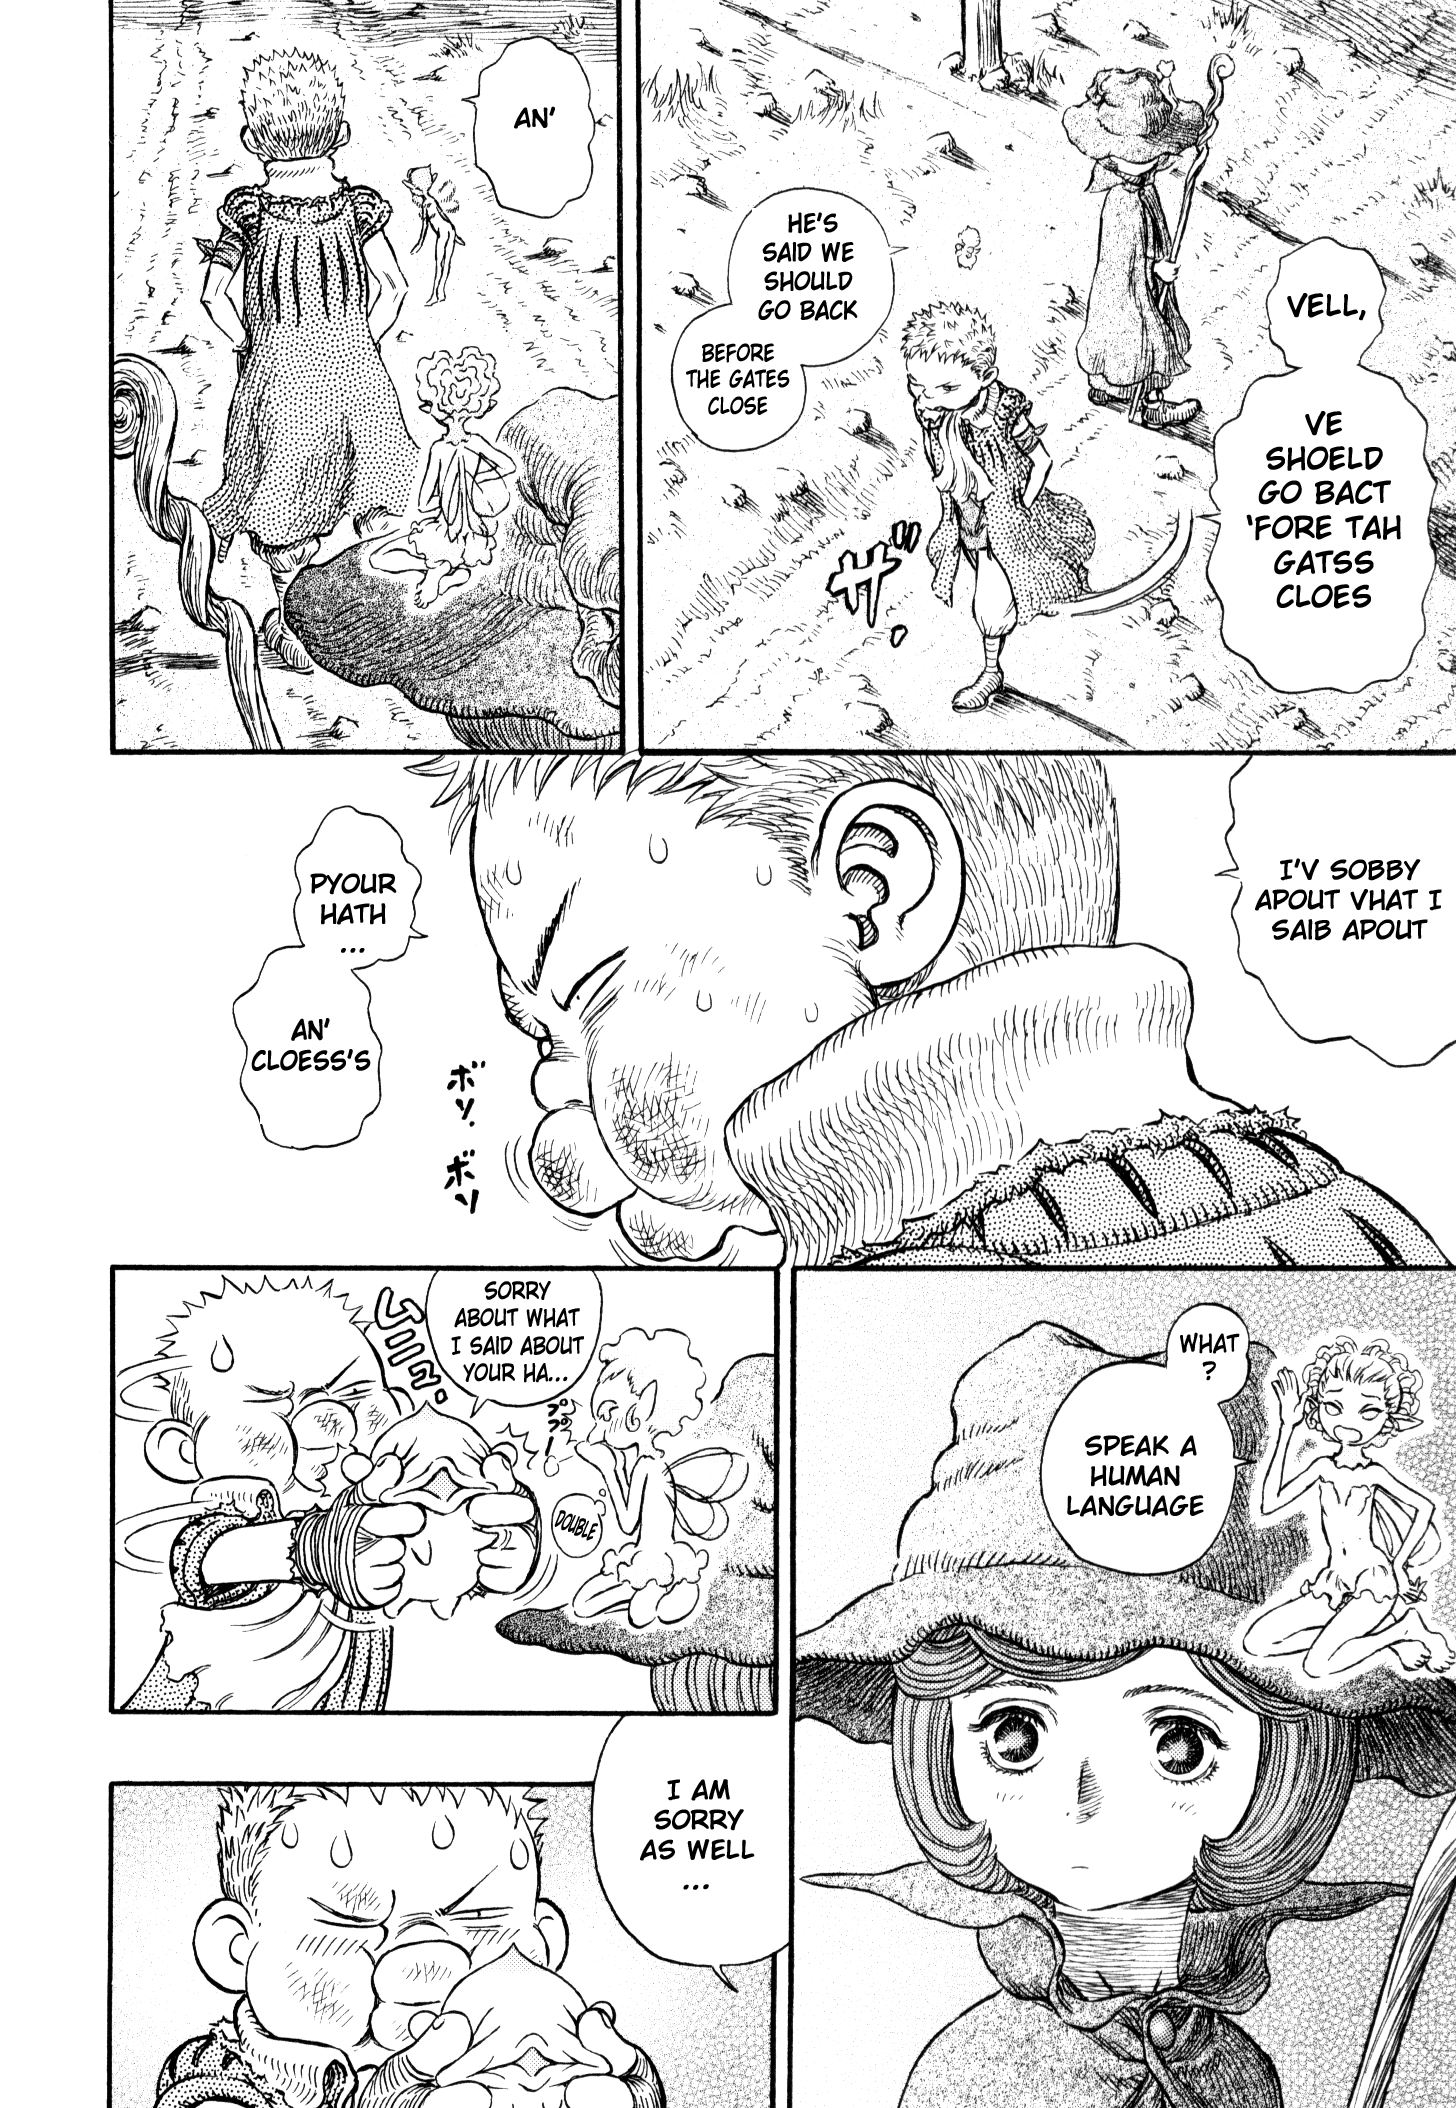 VELL,
VE
SHOELD
GO BACT
'FORE TAH
GATSS
CLOES
HE'S
SAID WE
SHOULD
GO BACK
BEFORE
THE GATES
CLOSE
ザッ
AN'
I'V SOBBY
APOUT VHAT I
SAIB APOUT
PYOUR
HATH
...
AN'
CLOESS'S
ボソ.
ボソ
WHAT
?
SPEAK A
HUMAN
LANGUAGE
SORRY
ABOUT WHAT
I SAID ABOUT
YOUR HA...
DOUBLE
I AM
SORRY
AS WELL
...